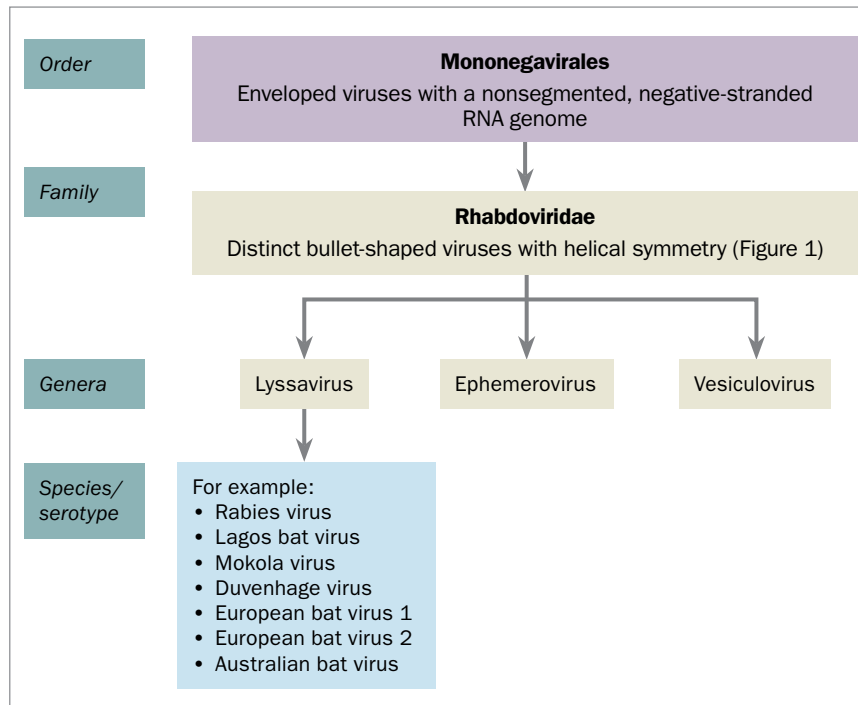 Order
Mononegavirales
Enveloped viruses with a nonsegmented, negative-stranded
RNA genome
Family
Rhabdoviridae
Distinct bullet-shaped viruses with helical symmetry (Figure 1)
Genera
Lyssavirus
Ephemerovirus
Vesiculovirus
Species/
serotype
For example:
• Rabies virus
• Lagos bat virus
• Mokola virus
• Duvenhage virus
• European bat virus 1
• European bat virus 2
• Australian bat virus